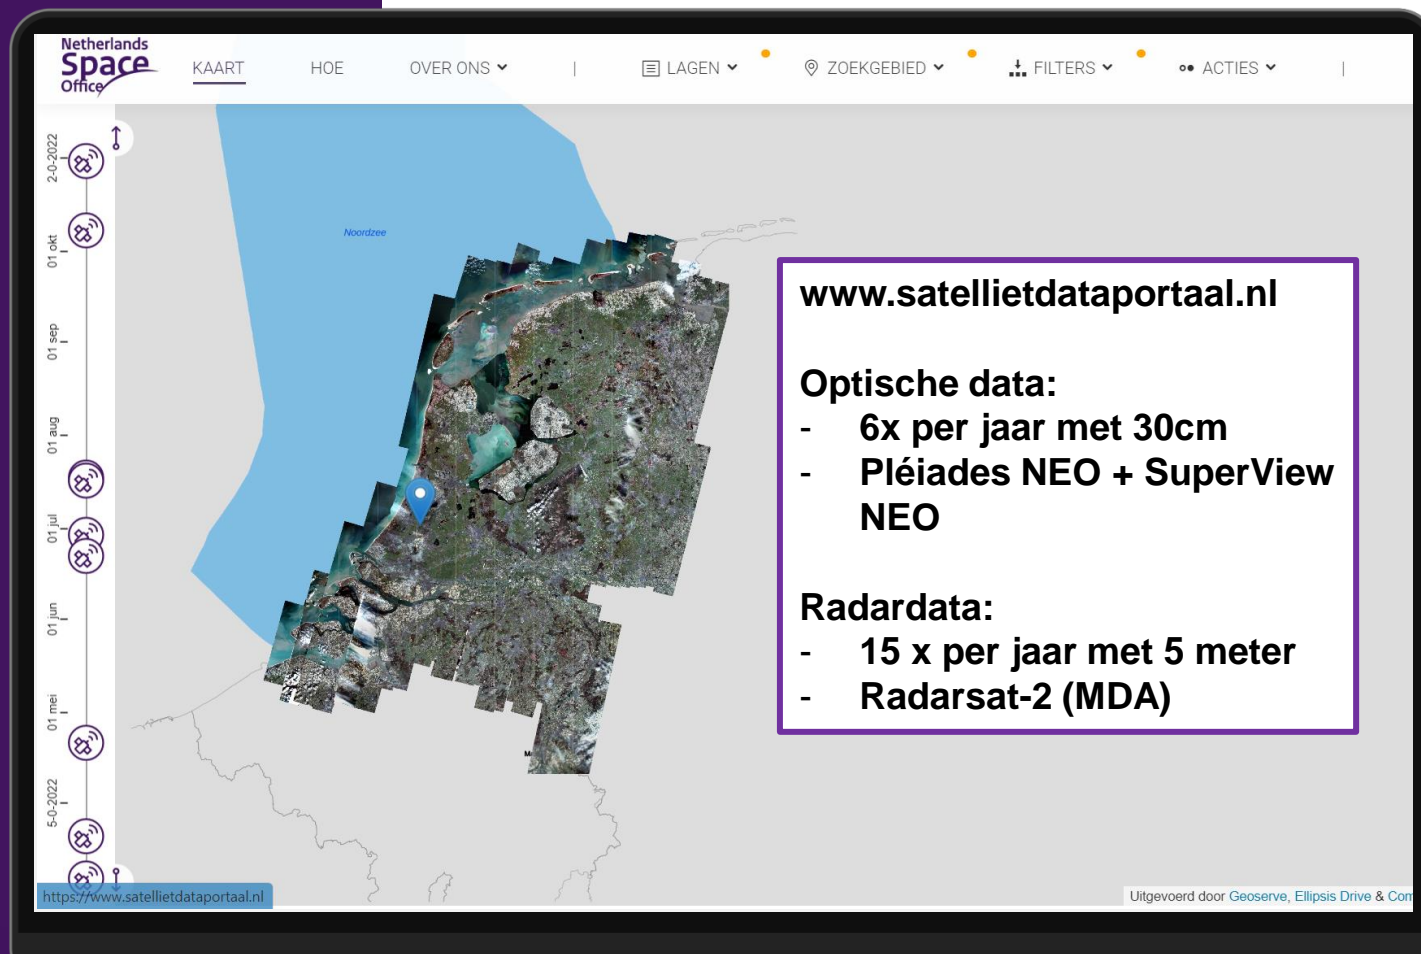 Netherlands
Space
Office
KAART HOE OVER ONS | LAGEN ZOEKGEBIED FILTERS ACTIES |
2-0-2022
01 okt
01 sep
01 aug
01 jul
01 jun
01 mei
5-0-2022
Noordzee
www.satellietdataportaal.nl
Optische data:
- 6x per jaar met 30cm
- Pléiades NEO + SuperView
NEO
Radardata:
- 15 x per jaar met 5 meter
- Radarsat-2 (MDA)
https://www.satellietdataportaal.nl
Uitgevoerd door Geoserve, Ellipsis Drive &